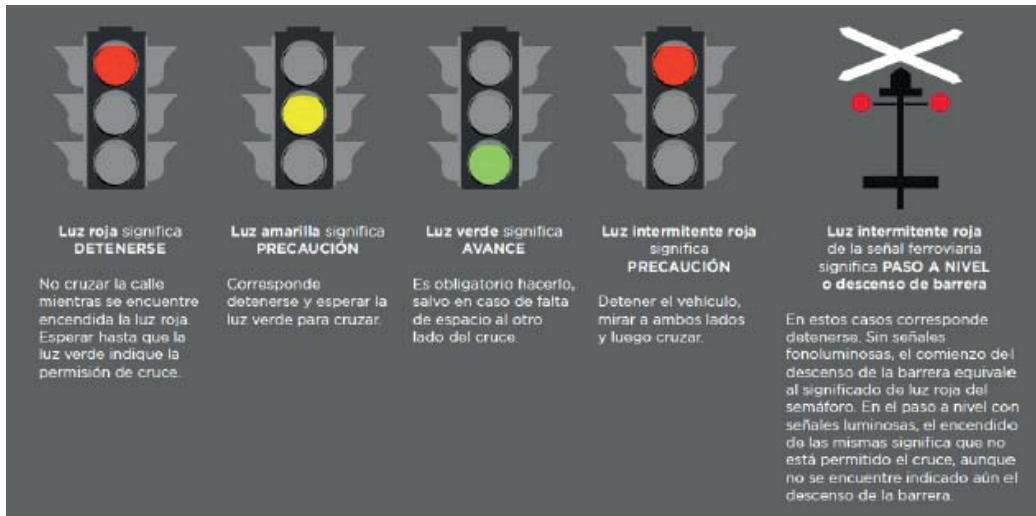 Luz roja significa
DETENERSE
No cruzar la calle
mientras se encuentre
encendida la luz roja.
Esperar hasta que la
luz verde indique la
permisión de cruce.
Luz amarilla significa
PRECAUCIÓN
Corresponde
detenerse y esperar la
luz verde para cruzar.
Luz verde significa
AVANCE
Es obligatorio hacerlo,
salvo en caso de falta
de espacio al otro
lado del cruce.
Luz intermitente roja
significa
PRECAUCIÓN
Detener el vehículo,
mirar a ambos lados
y luego cruzar.
Luz intermitente roja
de la señal ferroviaria
significa PASO A NIVEL
o descenso de barrera
En estos casos corresponde
detenerse. Sin señales
fonoluminosas, el comienzo del
descenso de la barrera equivale
al significado de luz roja del
semáforo. En el paso a nivel con
señales luminosas, el encendido
de las mismas significa que no
está permitido el cruce, aunque
no se encuentre indicado aún el
descenso de la barrera.